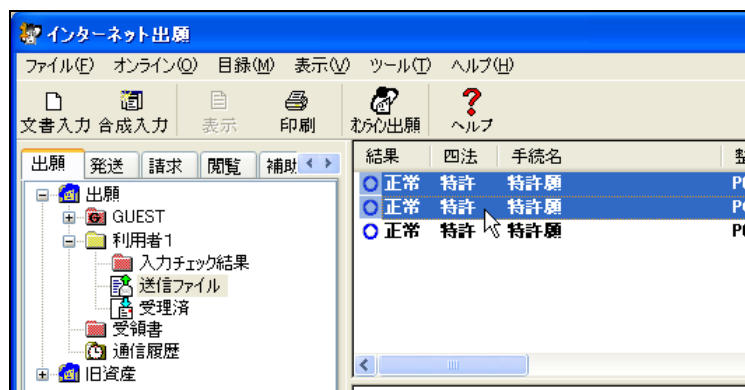 インターネット出願
ファイル(F) オンライン(O) 目録(M) 表示(V) ツール(T) ヘルプ(H)
文書入力 合成入力 表示 印刷 オンライン出願 ヘルプ
出願 発送 請求 閲覧 補助
結果 四法 手続名
正常 特許 特許願
正常 特許 特許願
正常 特許 特許願
出願
GUEST
利用者1
入力チェック結果
送信ファイル
受理済
受領書
通信履歴
旧資産